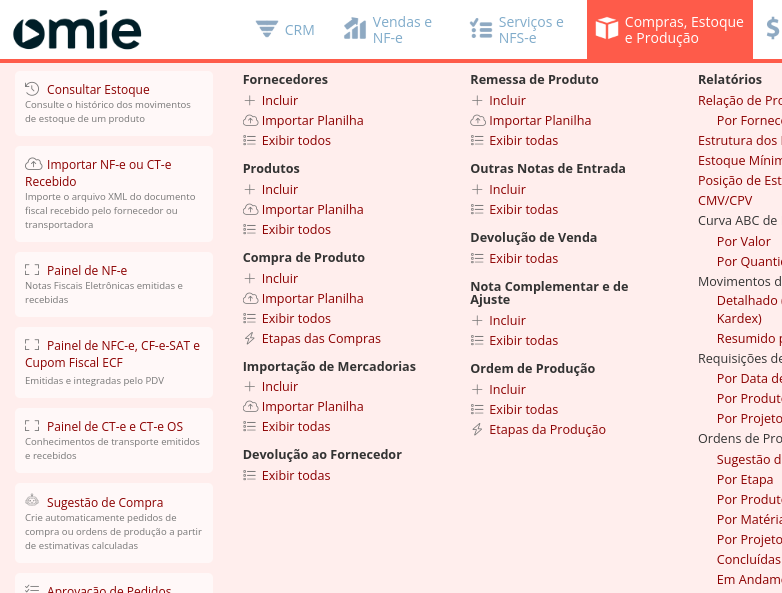 omie
CRM
Vendas e
NF-e
Serviços e
NFS-e
Compras, Estoque
e Produção
$
Consultar Estoque
Consulte o histórico dos movimentos
de estoque de um produto
Importar NF-e ou CT-e
Recebido
Importe o arquivo XML do documento
fiscal recebido pelo fornecedor ou
transportadora
Painel de NF-e
Notas Fiscais Eletrônicas emitidas e
recebidas
Painel de NFC-e, CF-e-SAT e
Cupom Fiscal ECF
Emitidas e integradas pelo PDV
Painel de CT-e e CT-e OS
Conhecimentos de transporte emitidos
e recebidos
Sugestão de Compra
Crie automaticamente pedidos de
compra ou ordens de produção a partir
de estimativas calculadas
Aprovação de Pedidos
Fornecedores
Incluir
Importar Planilha
Exibir todos
Produtos
Incluir
Importar Planilha
Exibir todos
Compra de Produto
Incluir
Importar Planilha
Exibir todos
Etapas das Compras
Importação de Mercadorias
Incluir
Importar Planilha
Exibir todas
Devolução ao Fornecedor
Exibir todas
Remessa de Produto
Incluir
Importar Planilha
Exibir todas
Outras Notas de Entrada
Incluir
Exibir todas
Devolução de Venda
Exibir todas
Nota Complementar e de
Ajuste
Incluir
Exibir todas
Ordem de Produção
Incluir
Exibir todas
Etapas da Produção
Relatórios
Relação de Pro
Por Fornec
Estrutura dos
Estoque Mínim
Posição de Est
CMV/CPV
Curva ABC de
Por Valor
Por Quanti
Movimentos d
Detalhado
Kardex)
Resumido p
Requisições de
Por Data de
Por Produt
Por Projeto
Ordens de Pro
Sugestão d
Por Etapa
Por Produt
Por Matéria
Por Projeto
Concluídas
Em Andam